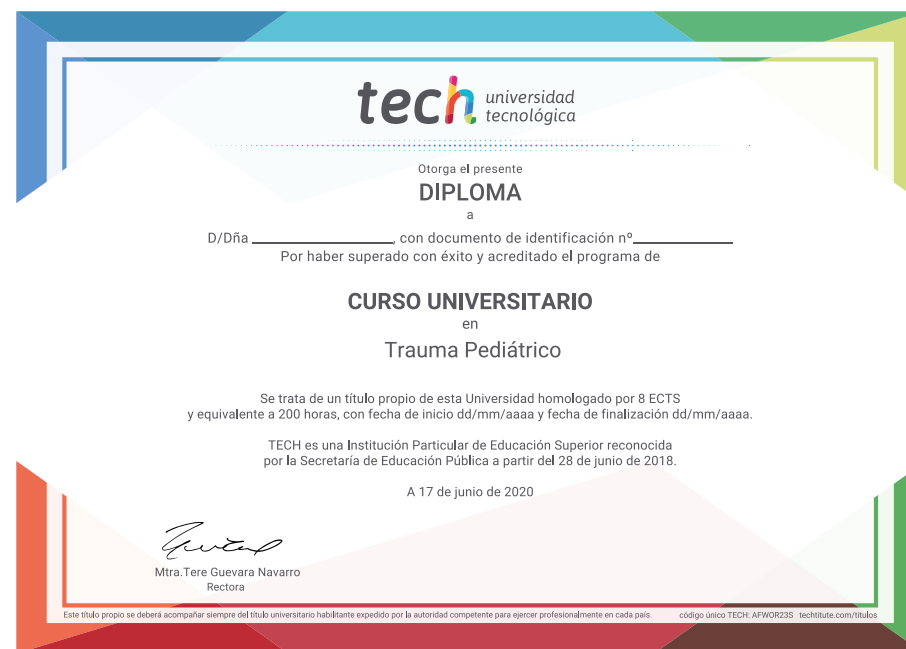 tech universidad
tecnológica
Otorga el presente
DIPLOMA
a
D/Dña ____________________, con documento de identificación nº______________
Por haber superado con éxito y acreditado el programa de
CURSO UNIVERSITARIO
en
Trauma Pediátrico
Se trata de un título propio de esta Universidad homologado por 8 ECTS
y equivalente a 200 horas, con fecha de inicio dd/mm/aaaa y fecha de finalización dd/mm/aaaa.
TECH es una Institución Particular de Educación Superior reconocida
por la Secretaría de Educación Pública a partir del 28 de junio de 2018.
A 17 de junio de 2020
Mtra.Tere Guevara Navarro
Rectora
Este título propio se deberá acompañar siempre del título universitario habilitante expedido por la autoridad competente para ejercer profesionalmente en cada país. código único TECH: AFWOR23S techtitute.com/titulos